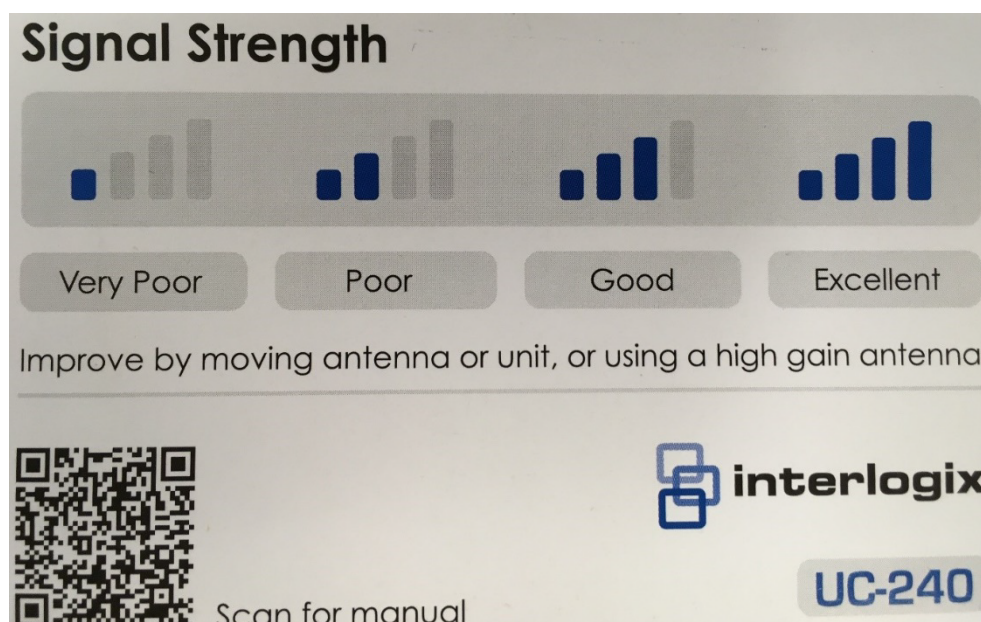 Signal Strength
Very Poor Poor Good Excellent
Improve by moving antenna or unit, or using a high gain antenna
interlogix
UC-240
Scan for manual